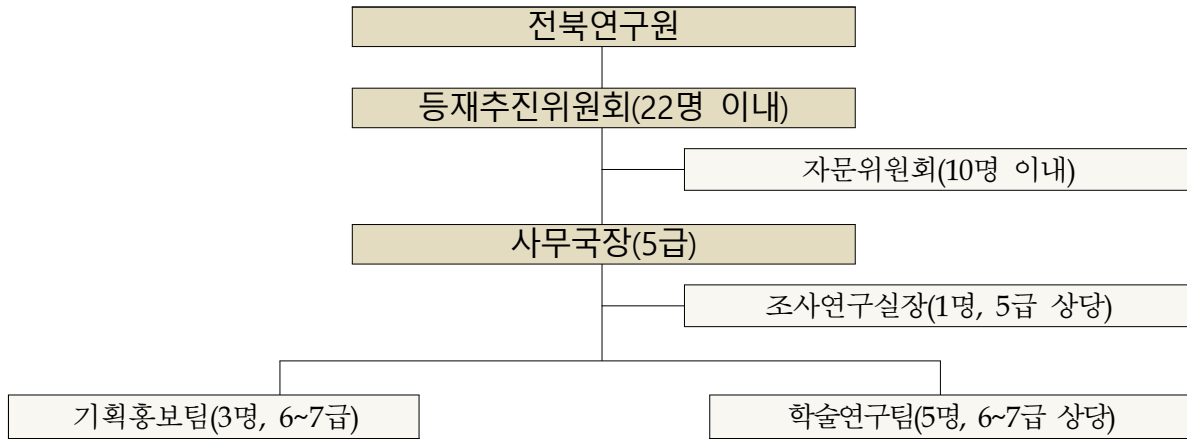 전북연구원
등재추진위원회(22명 이내)
자문위원회(10명 이내)
사무국장(5급)
조사연구실장(1명, 5급 상당)
기획홍보팀(3명, 6~7급)
학술연구팀(5명, 6~7급 상당)